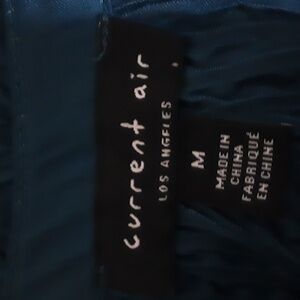 current air
LOS ANGELES
M
MADE IN
CHINA
FABRIQUÉ
EN CHINE